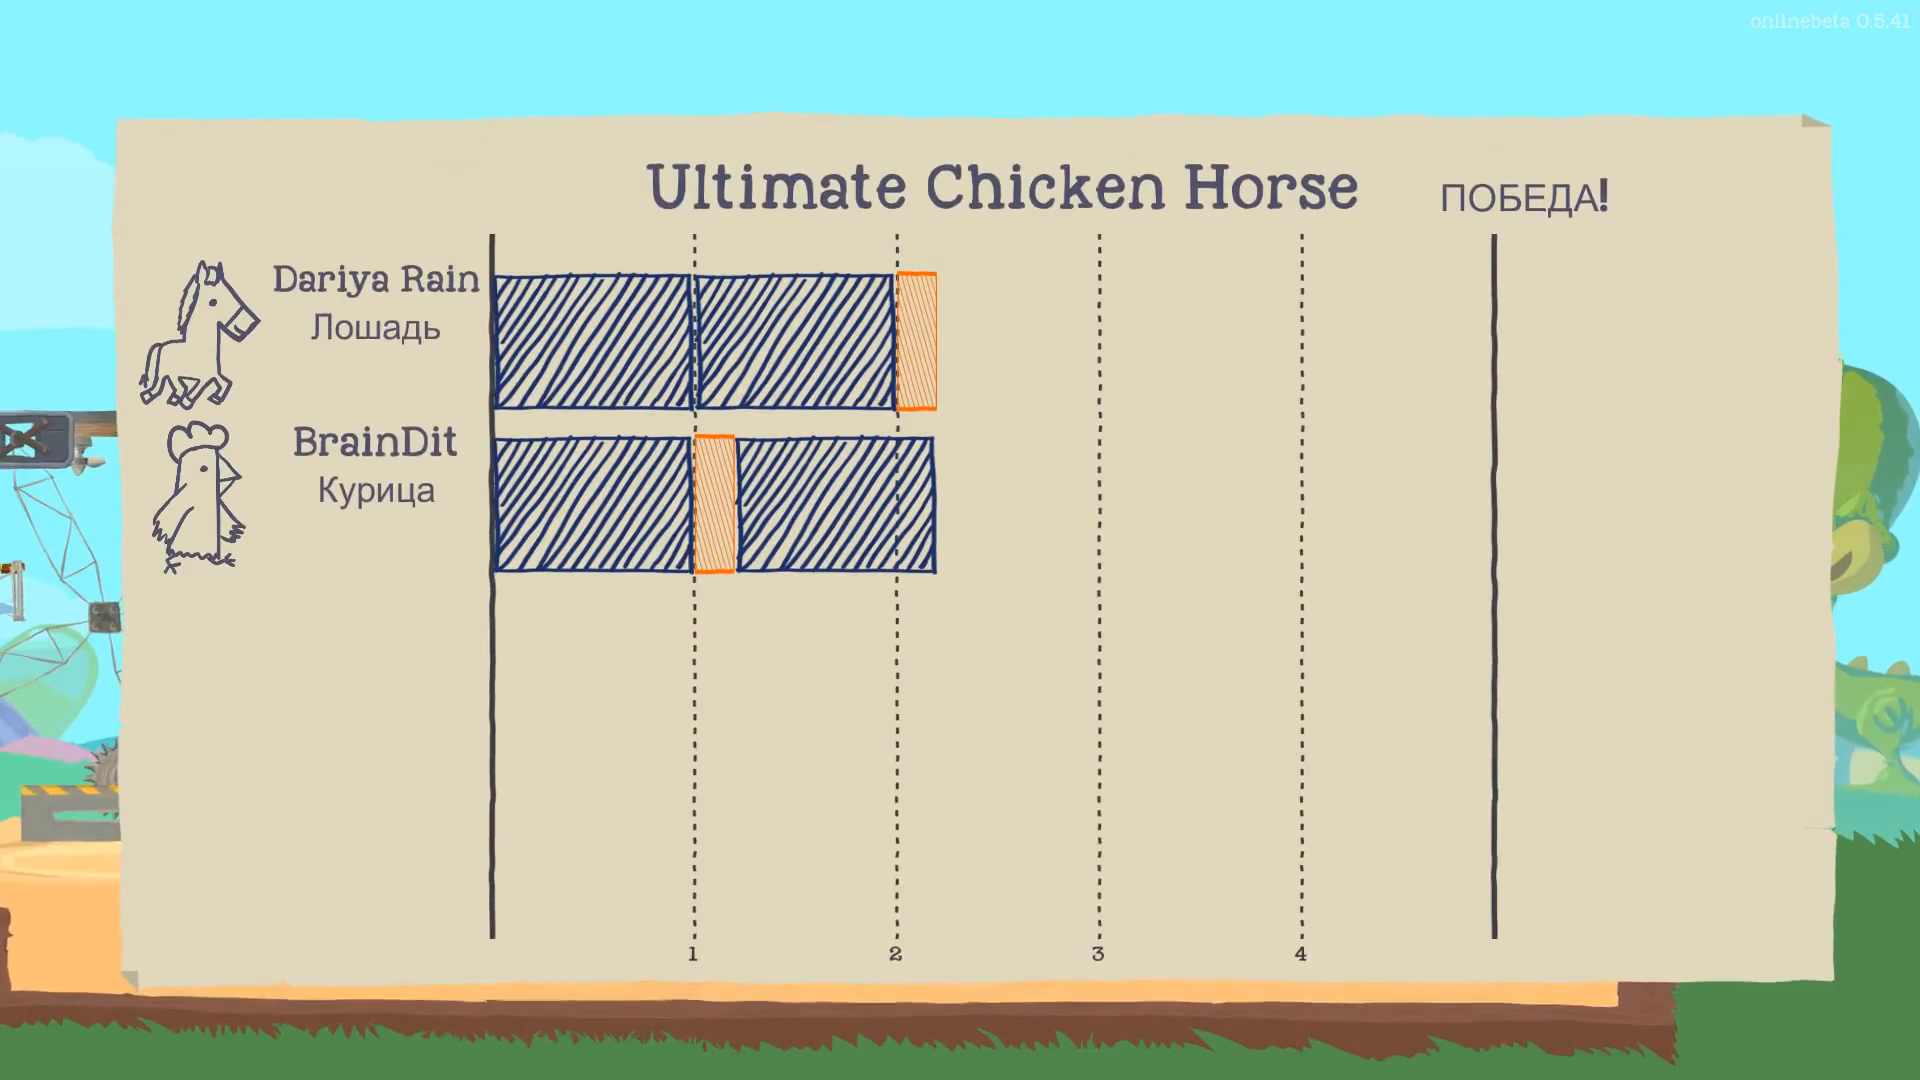 onlinebeta 0.5.41
Ultimate Chicken Horse
ПОБЕДА!
Dariya Rain
Лошадь
BrainDit
Курица
1 2 3 4